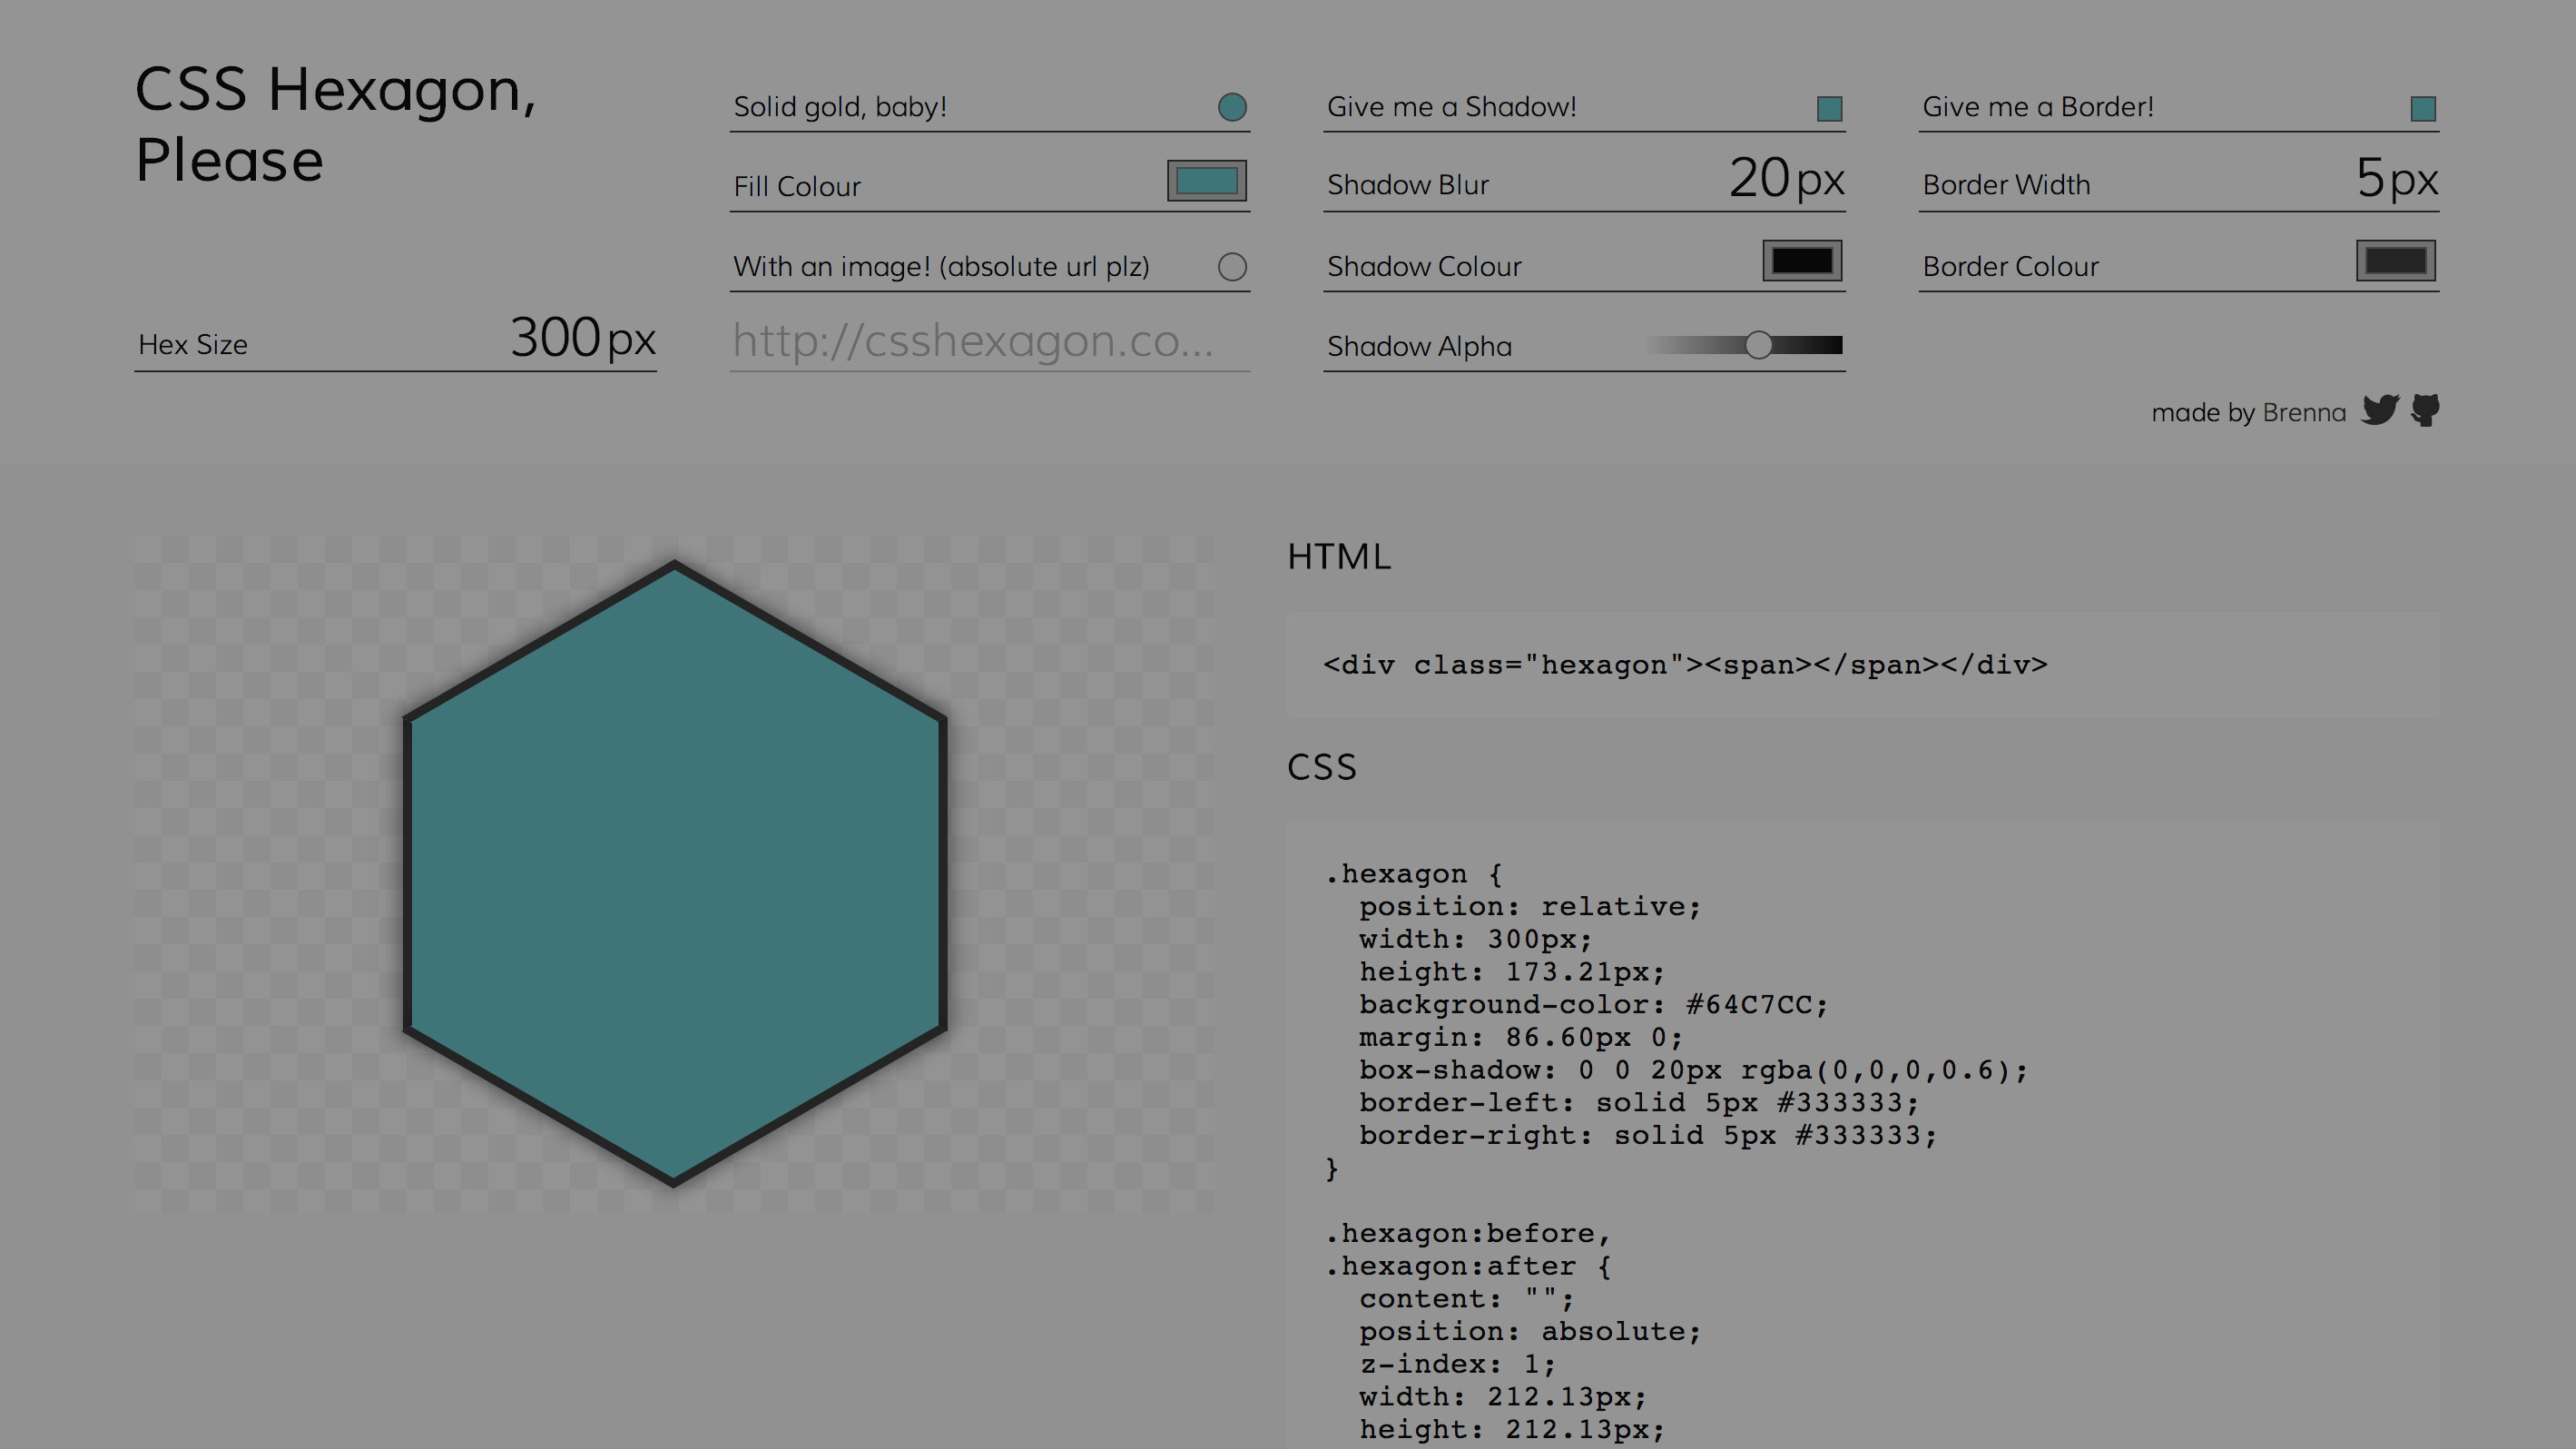 CSS Hexagon,
Please
Hex Size 300px
Solid gold, baby!
Fill Colour
With an image! (absolute url plz)
http://csshexagon.co...
Give me a Shadow!
Shadow Blur 20px
Shadow Colour
Shadow Alpha
Give me a Border!
Border Width 5px
Border Colour
made by Brenna
HTML
<div class="hexagon"><span></span></div>
CSS
.hexagon {
  position: relative;
  width: 300px;
  height: 173.21px;
  background-color: #64C7CC;
  margin: 86.60px 0;
  box-shadow: 0 0 20px rgba(0,0,0,0.6);
  border-left: solid 5px #333333;
  border-right: solid 5px #333333;
}
.hexagon:before,
.hexagon:after {
  content: "";
  position: absolute;
  z-index: 1;
  width: 212.13px;
  height: 212.13px;